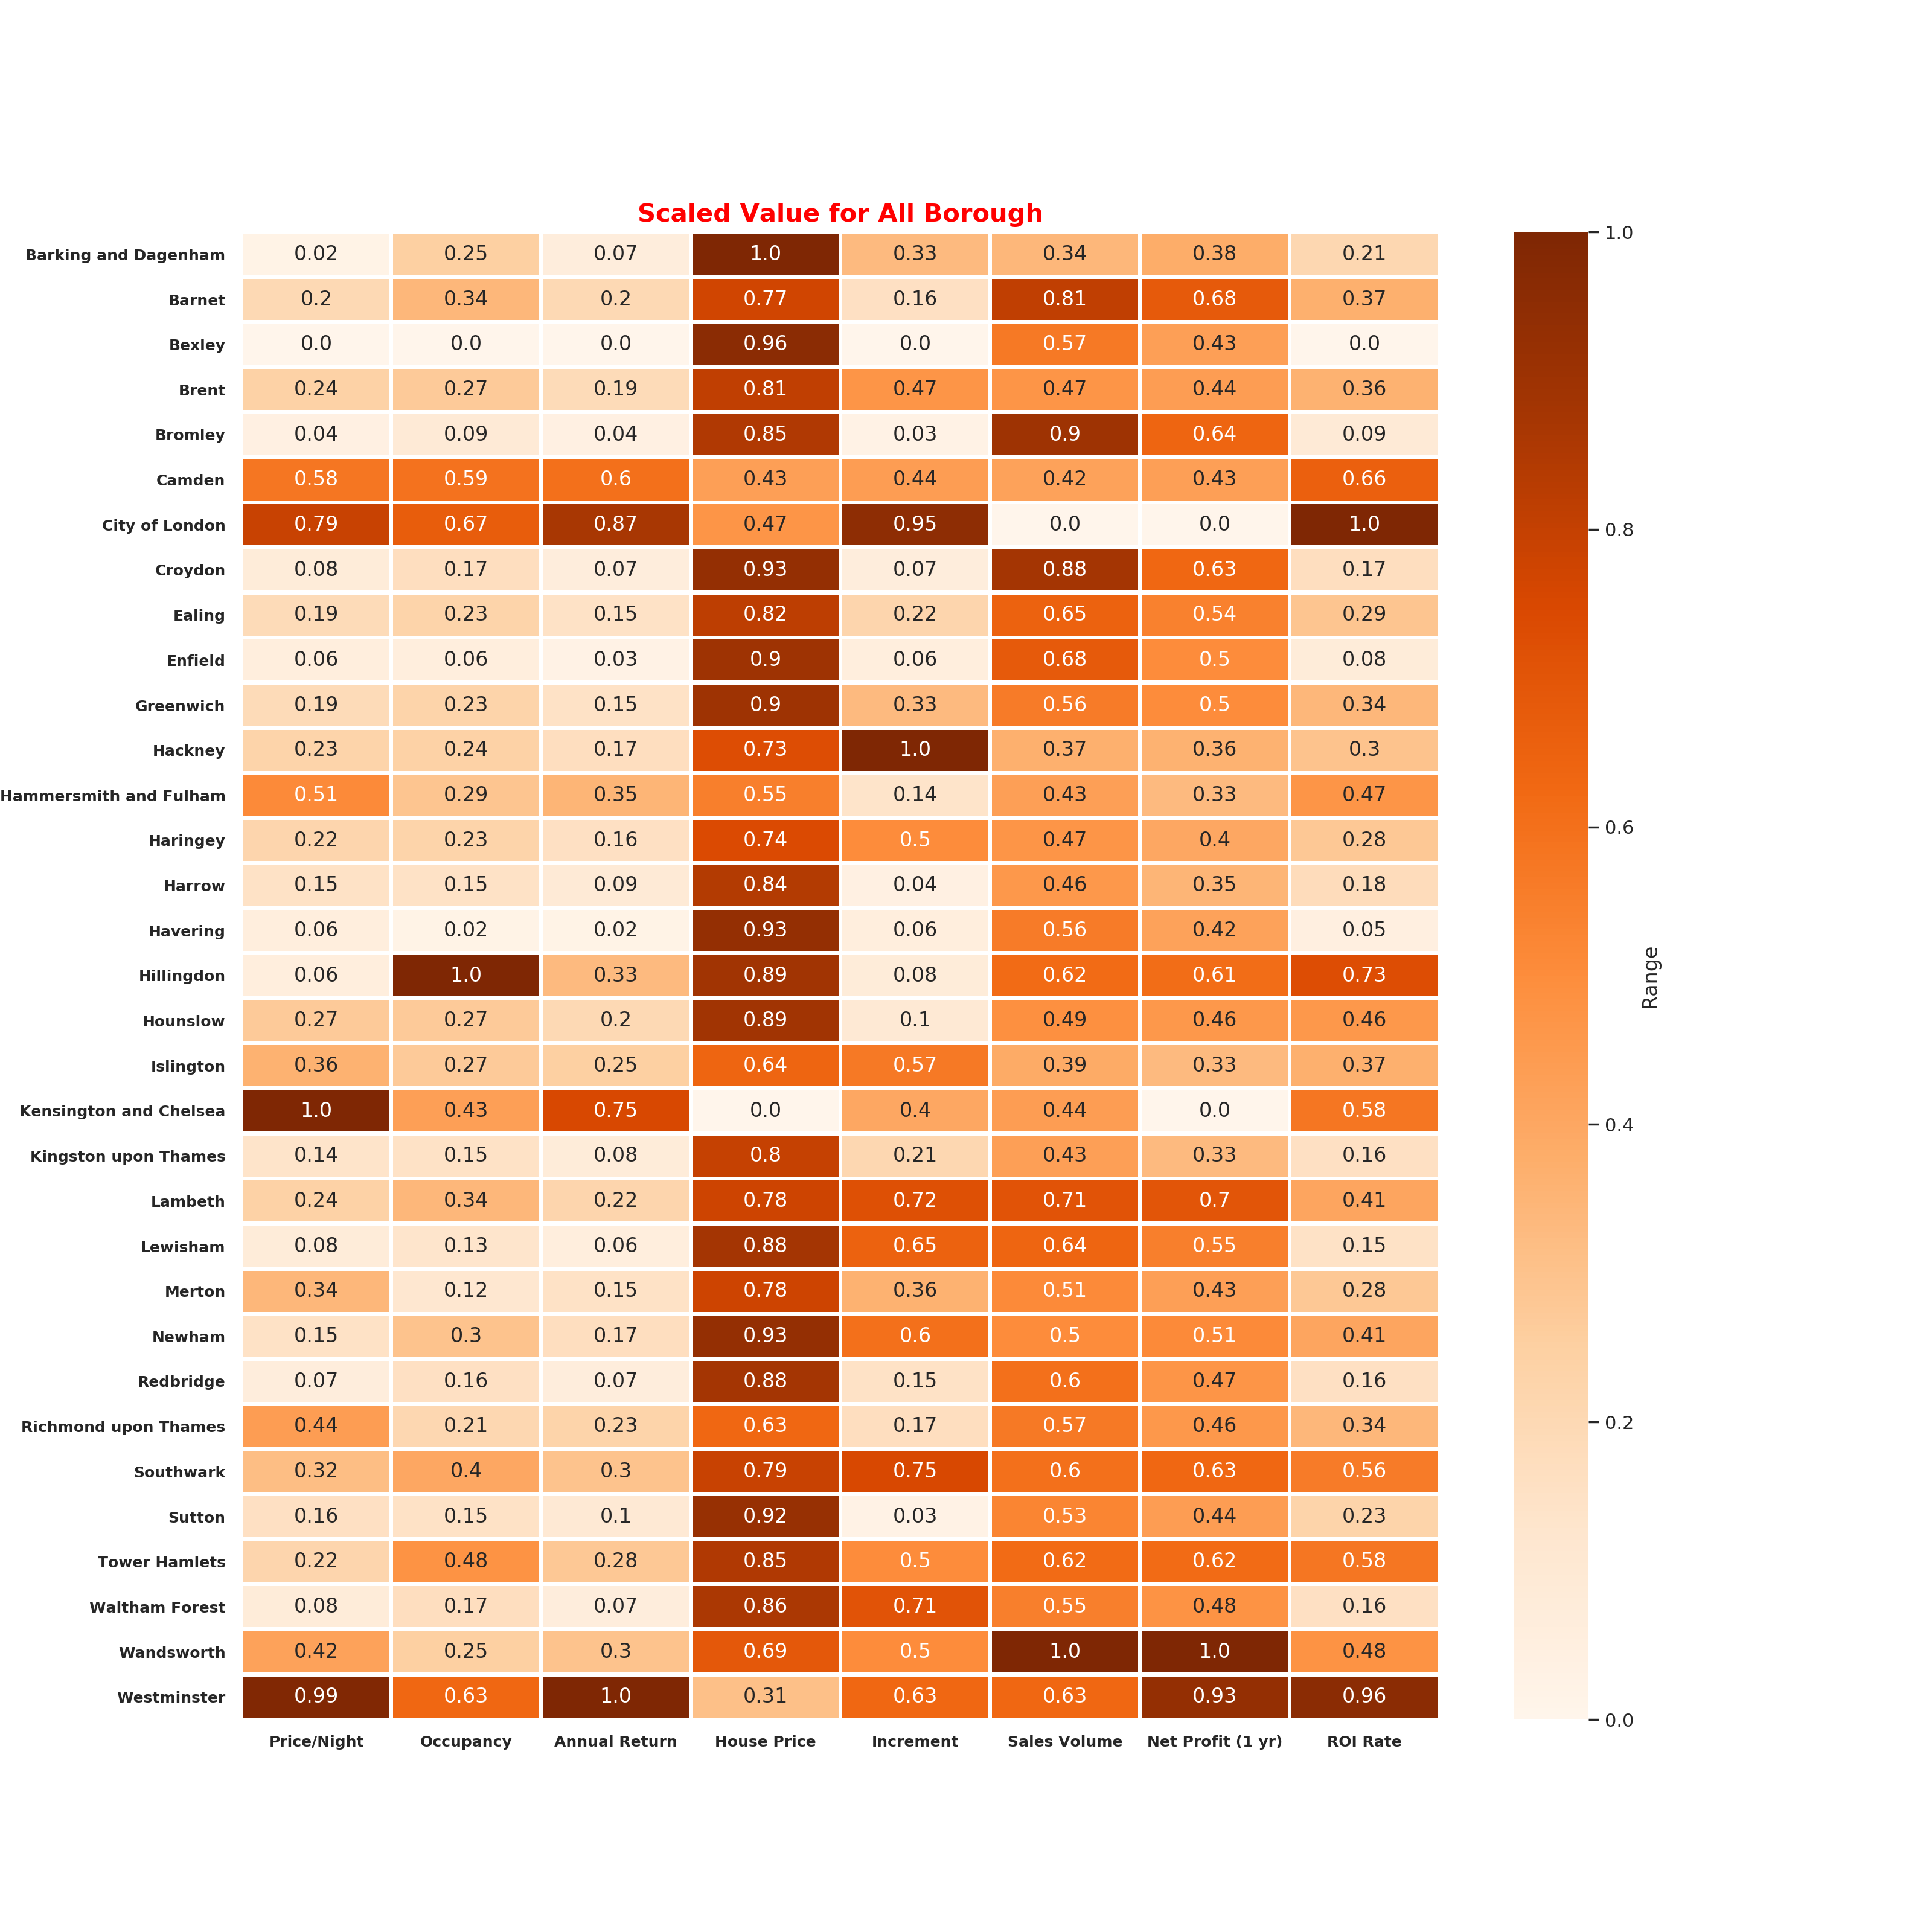 Scaled Value for All Borough
Barking and Dagenham 0.02 0.25 0.07 1.0 0.33 0.34 0.38 0.21
Barnet 0.2 0.34 0.2 0.77 0.16 0.81 0.68 0.37
Bexley 0.0 0.0 0.0 0.96 0.0 0.57 0.43 0.0
Brent 0.24 0.27 0.19 0.81 0.47 0.47 0.44 0.36
Bromley 0.04 0.09 0.04 0.85 0.03 0.9 0.64 0.09
Camden 0.58 0.59 0.6 0.43 0.44 0.42 0.43 0.66
City of London 0.79 0.67 0.87 0.47 0.95 0.0 0.0 1.0
Croydon 0.08 0.17 0.07 0.93 0.07 0.88 0.63 0.17
Ealing 0.19 0.23 0.15 0.82 0.22 0.65 0.54 0.29
Enfield 0.06 0.06 0.03 0.9 0.06 0.68 0.5 0.08
Greenwich 0.19 0.23 0.15 0.9 0.33 0.56 0.5 0.34
Hackney 0.23 0.24 0.17 0.73 1.0 0.37 0.36 0.3
Hammersmith and Fulham 0.51 0.29 0.35 0.55 0.14 0.43 0.33 0.47
Haringey 0.22 0.23 0.16 0.74 0.5 0.47 0.4 0.28
Harrow 0.15 0.15 0.09 0.84 0.04 0.46 0.35 0.18
Havering 0.06 0.02 0.02 0.93 0.06 0.56 0.42 0.05
Hillingdon 0.06 1.0 0.33 0.89 0.08 0.62 0.61 0.73
Hounslow 0.27 0.27 0.2 0.89 0.1 0.49 0.46 0.46
Islington 0.36 0.27 0.25 0.64 0.57 0.39 0.33 0.37
Kensington and Chelsea 1.0 0.43 0.75 0.0 0.4 0.44 0.0 0.58
Kingston upon Thames 0.14 0.15 0.08 0.8 0.21 0.43 0.33 0.16
Lambeth 0.24 0.34 0.22 0.78 0.72 0.71 0.7 0.41
Lewisham 0.08 0.13 0.06 0.88 0.65 0.64 0.55 0.15
Merton 0.34 0.12 0.15 0.78 0.36 0.51 0.43 0.28
Newham 0.15 0.3 0.17 0.93 0.6 0.5 0.51 0.41
Redbridge 0.07 0.16 0.07 0.88 0.15 0.6 0.47 0.16
Richmond upon Thames 0.44 0.21 0.23 0.63 0.17 0.57 0.46 0.34
Southwark 0.32 0.4 0.3 0.79 0.75 0.6 0.63 0.56
Sutton 0.16 0.15 0.1 0.92 0.03 0.53 0.44 0.23
Tower Hamlets 0.22 0.48 0.28 0.85 0.5 0.62 0.62 0.58
Waltham Forest 0.08 0.17 0.07 0.86 0.71 0.55 0.48 0.16
Wandsworth 0.42 0.25 0.3 0.69 0.5 1.0 1.0 0.48
Westminster 0.99 0.63 1.0 0.31 0.63 0.63 0.93 0.96
Price/Night Occupancy Annual Return House Price Increment Sales Volume Net Profit (1 yr) ROI Rate
1.0
0.8
0.6
0.4
0.2
0.0
Range